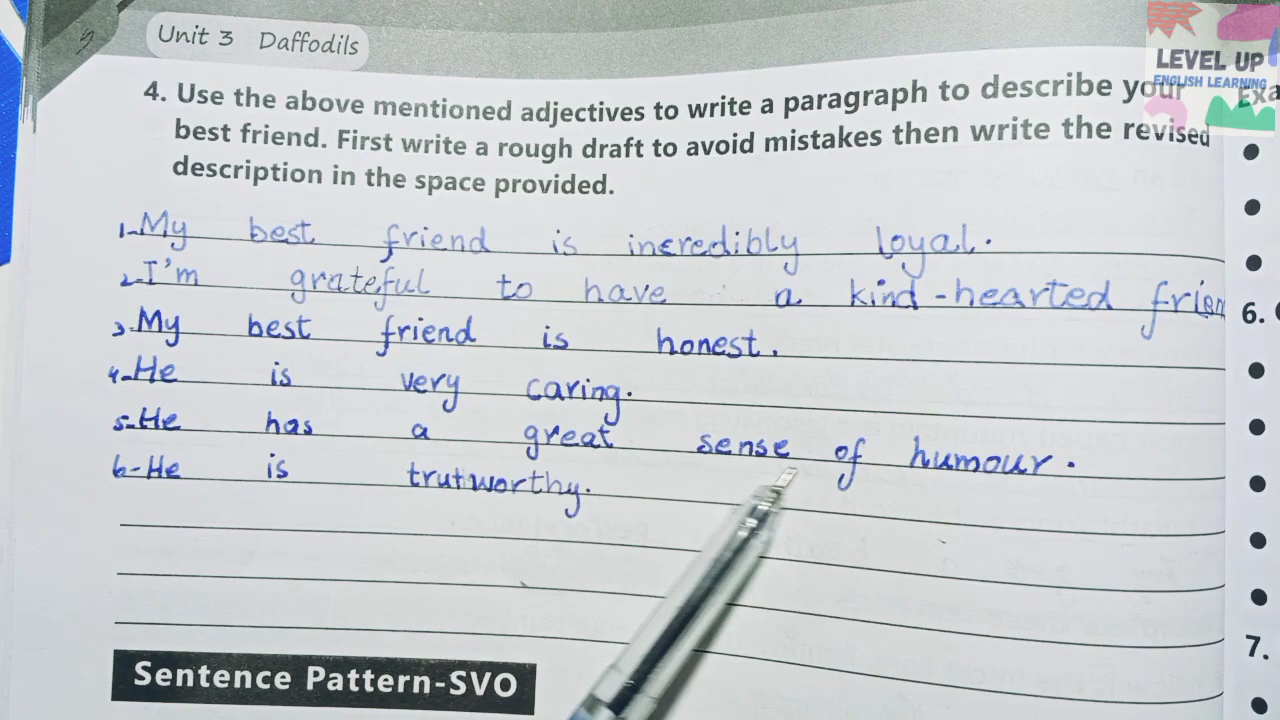 Unit 3 Daffodils
LEVEL UP
ENGLISH LEARNING
Exa
4. Use the above mentioned adjectives to write a paragraph to describe your
best friend. First write a rough draft to avoid mistakes then write the revised
description in the space provided.
1-My best friend is incredibly loyal.
2-I'm grateful to have a kind-hearted frien
3-My best friend is honest.
4-He is very caring.
5-He has a great sense of humour.
6-He is trutworthy.
6.
7.
Sentence Pattern-SVO